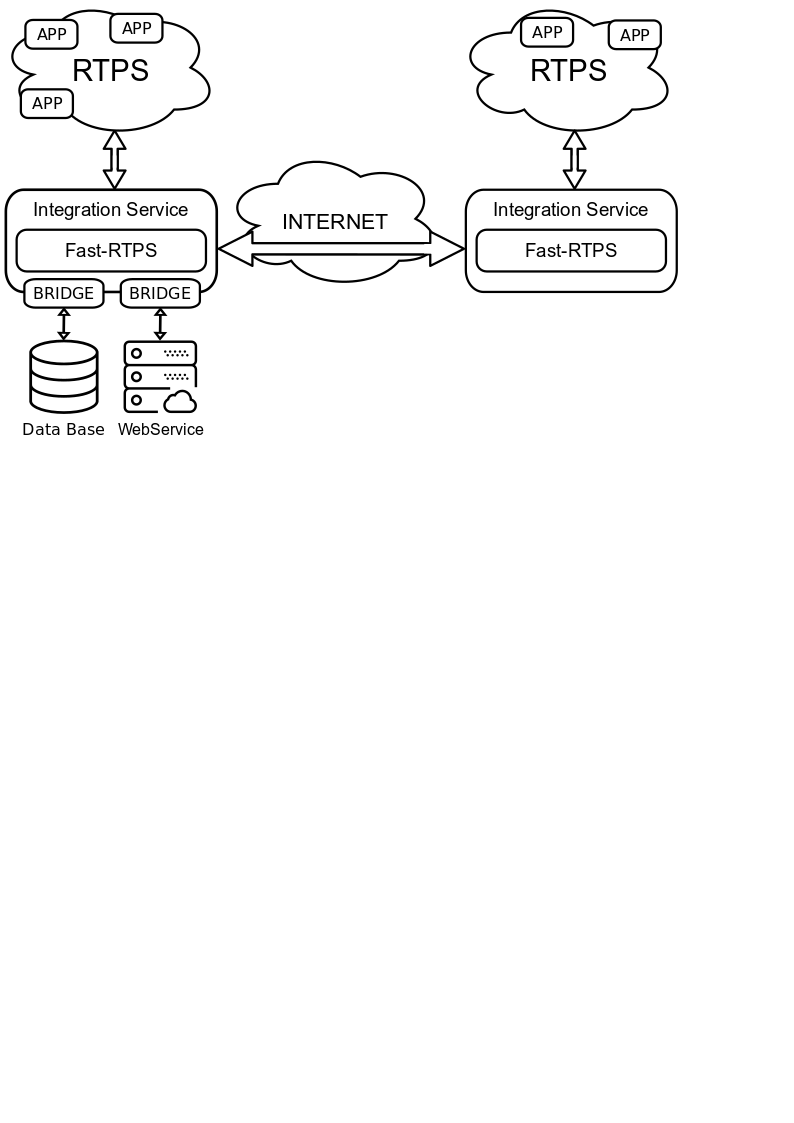 APP
APP
RTPS
APP
APP
APP
RTPS
Integration Service
Fast-RTPS
BRIDGE
BRIDGE
INTERNET
Integration Service
Fast-RTPS
Data Base
WebService